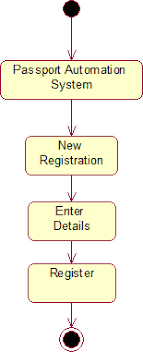 Passport Automation
System
New
Registration
Enter
Details
Register